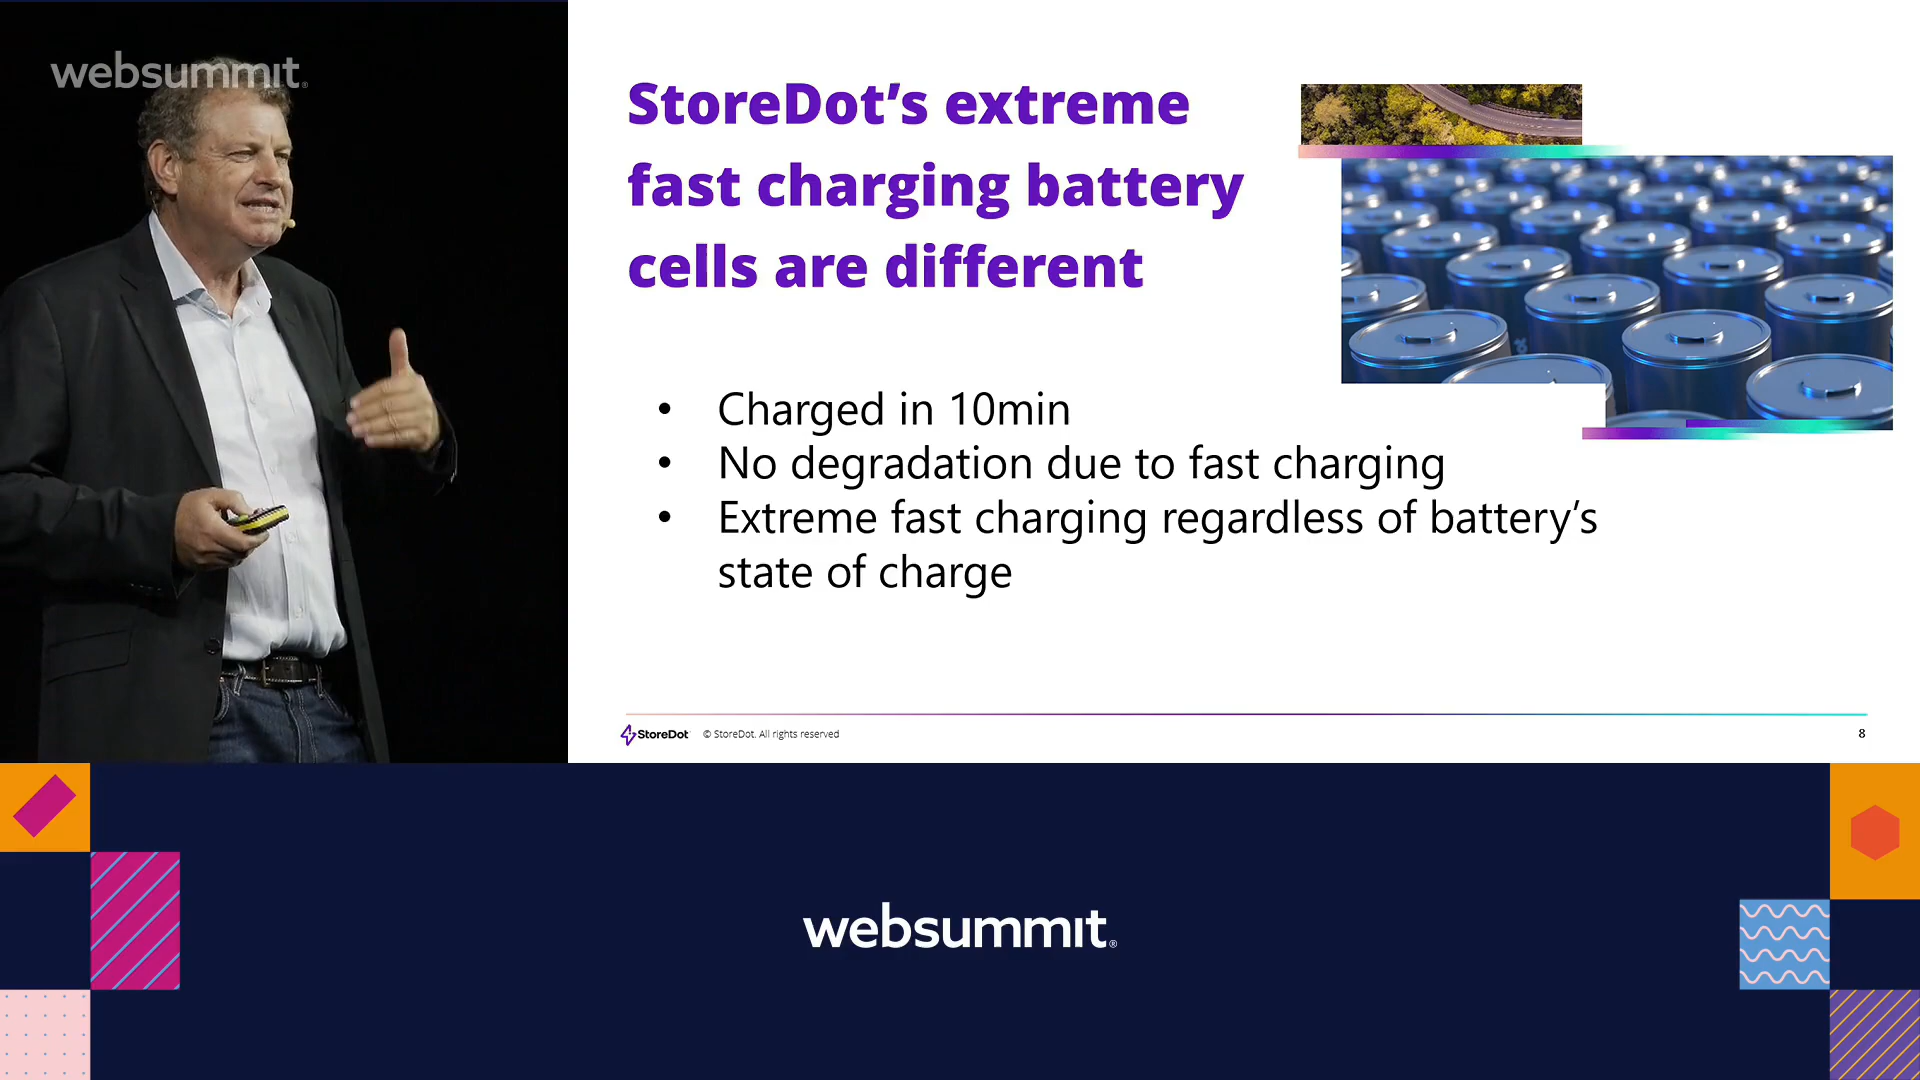 websummit®
StoreDot’s extreme
fast charging battery
cells are different
• Charged in 10min
• No degradation due to fast charging
• Extreme fast charging regardless of battery’s
state of charge
StoreDot © StoreDot. All rights reserved 8
websummit®